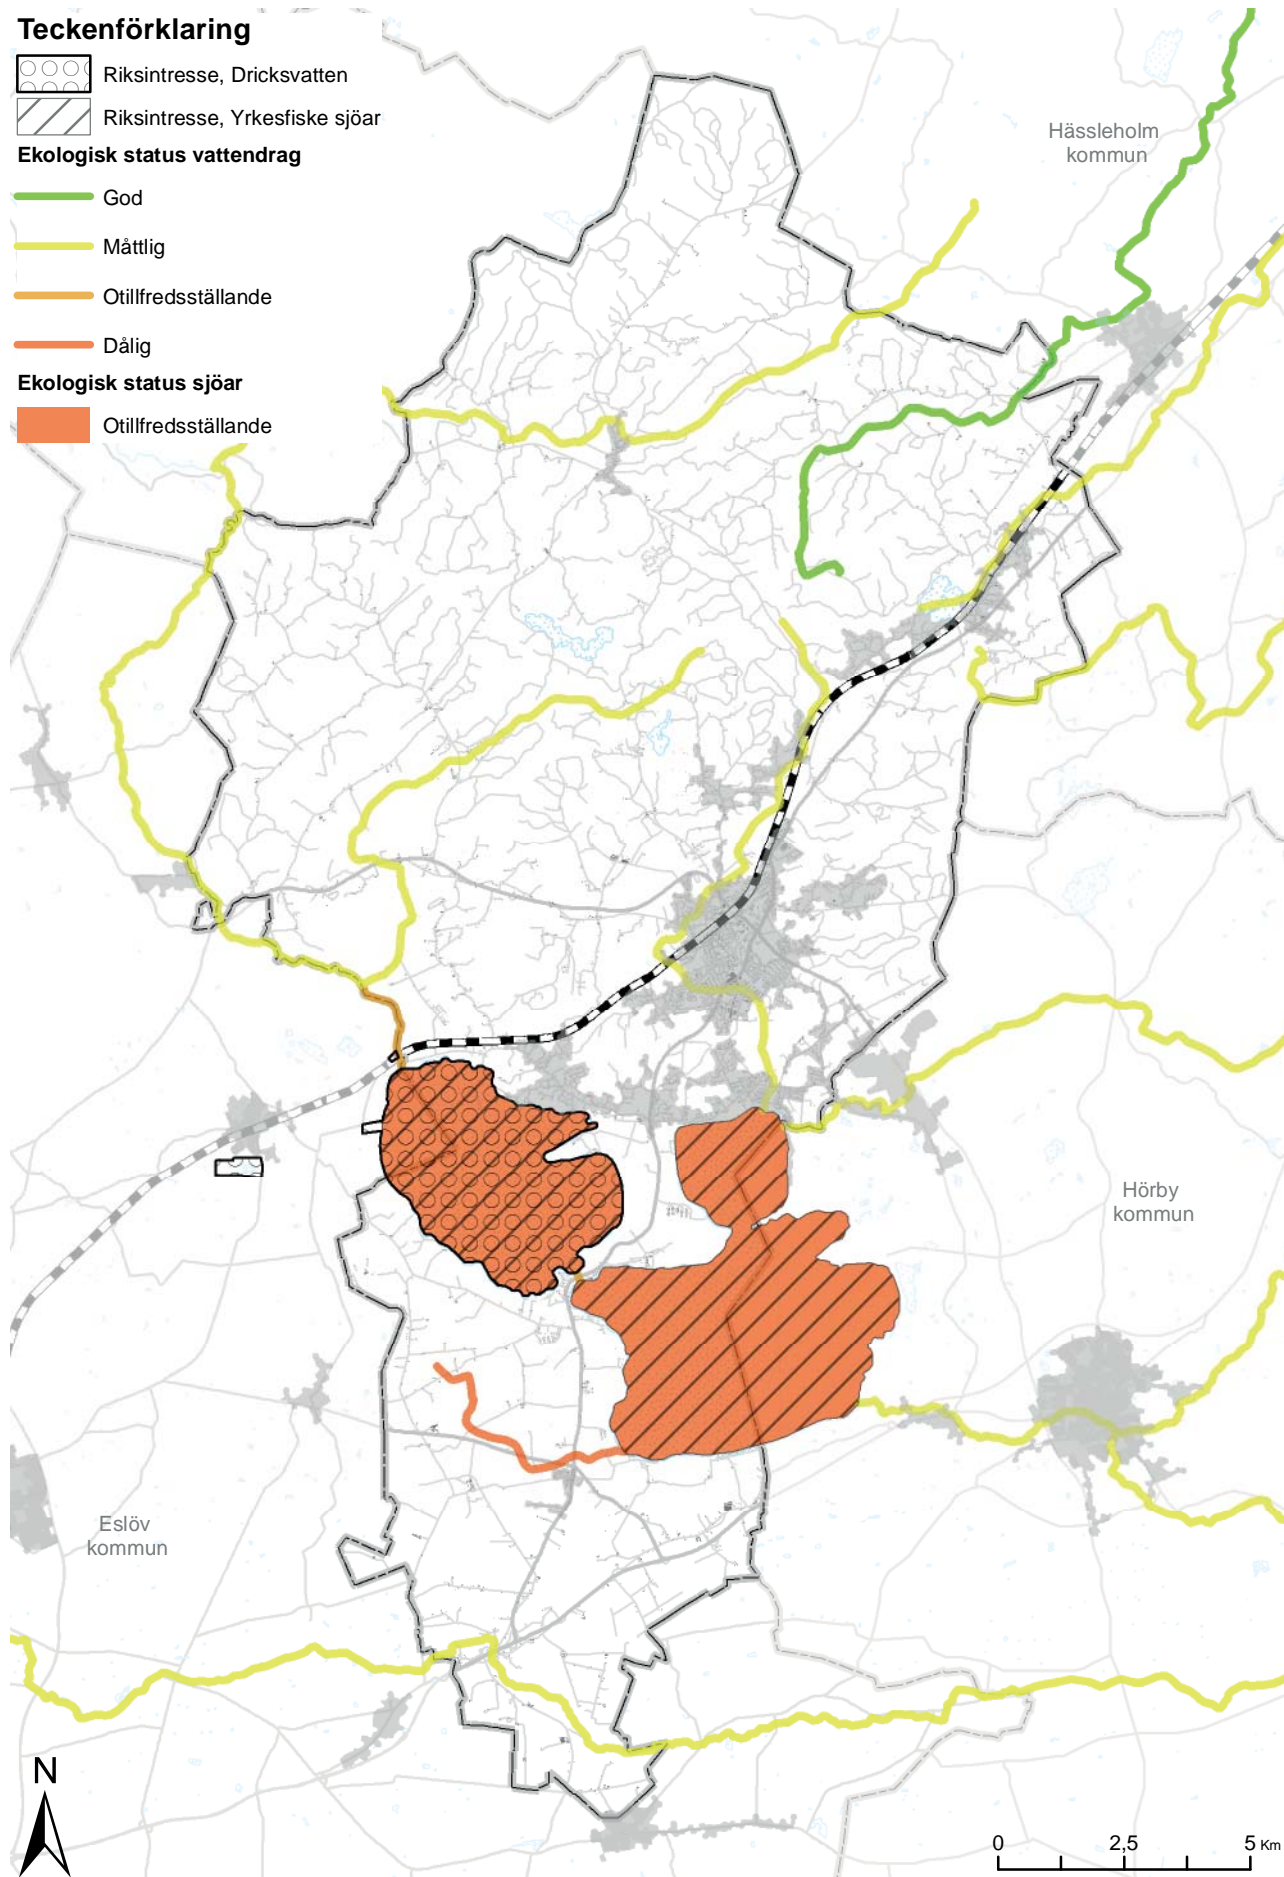 Teckenförklaring
Riksintresse, Dricksvatten
Riksintresse, Yrkesfiske sjöar
Ekologisk status vattendrag
God
Måttlig
Otillfredsställande
Dålig
Ekologisk status sjöar
Otillfredsställande
Hässleholm
kommun
Hörby
kommun
Eslöv
kommun
N
0 2,5 5 Km